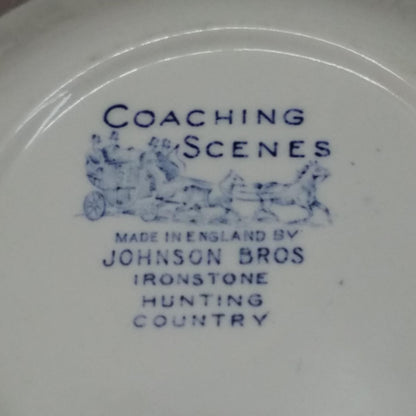 COACHING
SCENES
MADE IN ENGLAND BY
JOHNSON BROS
IRONSTONE
HUNTING
COUNTRY